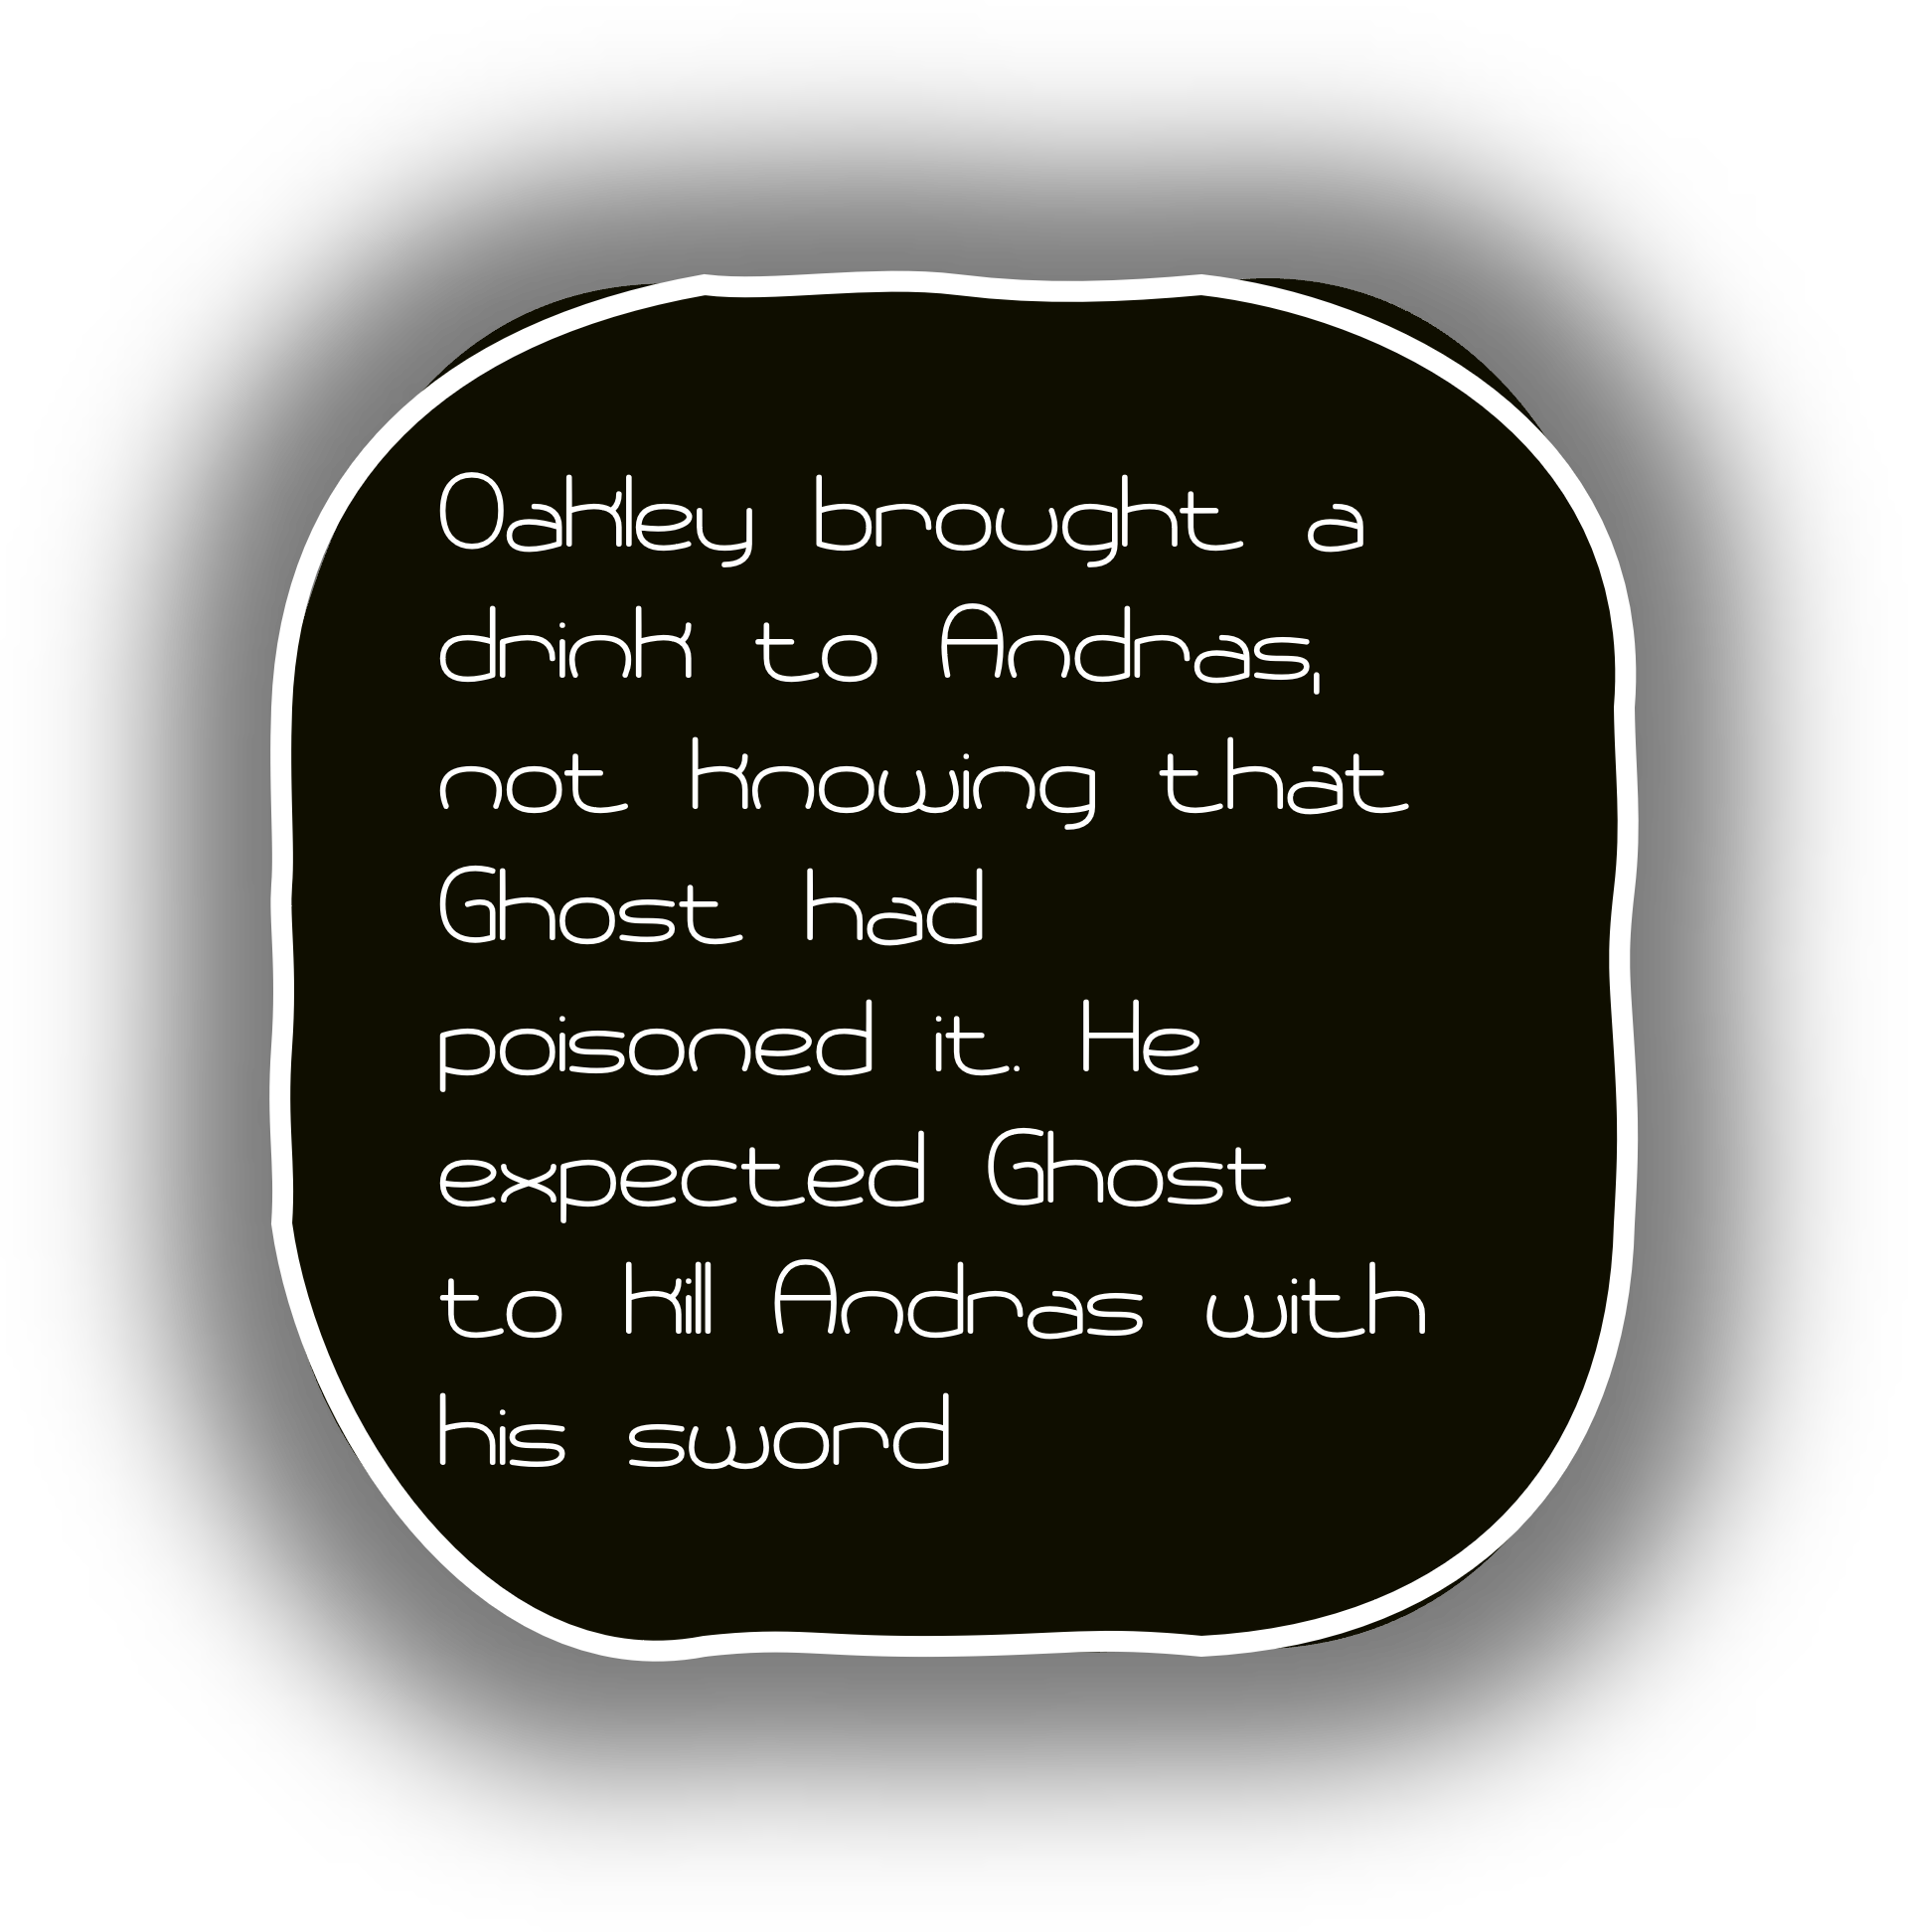 Oakley brought a
drink to Andras,
not knowing that
Ghost had
poisoned it. He
expected Ghost
to kill Andras with
his sword